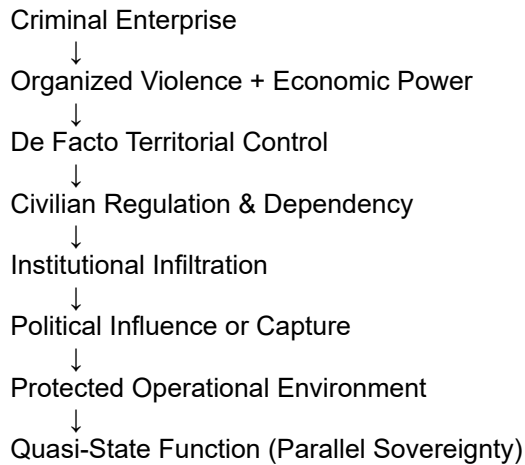 Criminal Enterprise
↓
Organized Violence + Economic Power
↓
De Facto Territorial Control
↓
Civilian Regulation & Dependency
↓
Institutional Infiltration
↓
Political Influence or Capture
↓
Protected Operational Environment
↓
Quasi-State Function (Parallel Sovereignty)